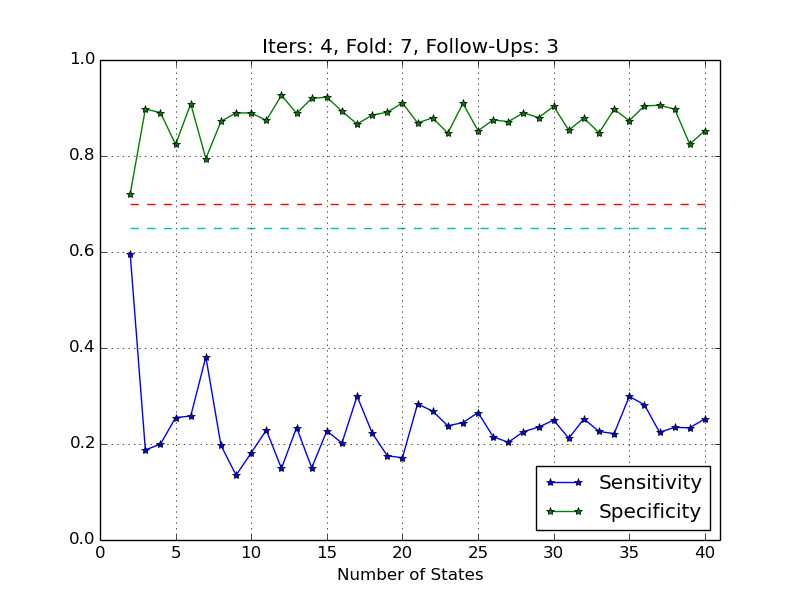 Iters: 4, Fold: 7, Follow-Ups: 3
1.0
0.8
0.6
0.4
0.2
0.0
Sensitivity
Specificity
0 5 10 15 20 25 30 35 40
Number of States